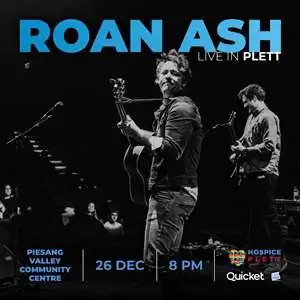 ROAN ASH
LIVE IN PLETT
PIESANG
VALLEY
COMMUNITY
CENTRE
26 DEC
8 PM
HOSPICE
PLETT
Quicket